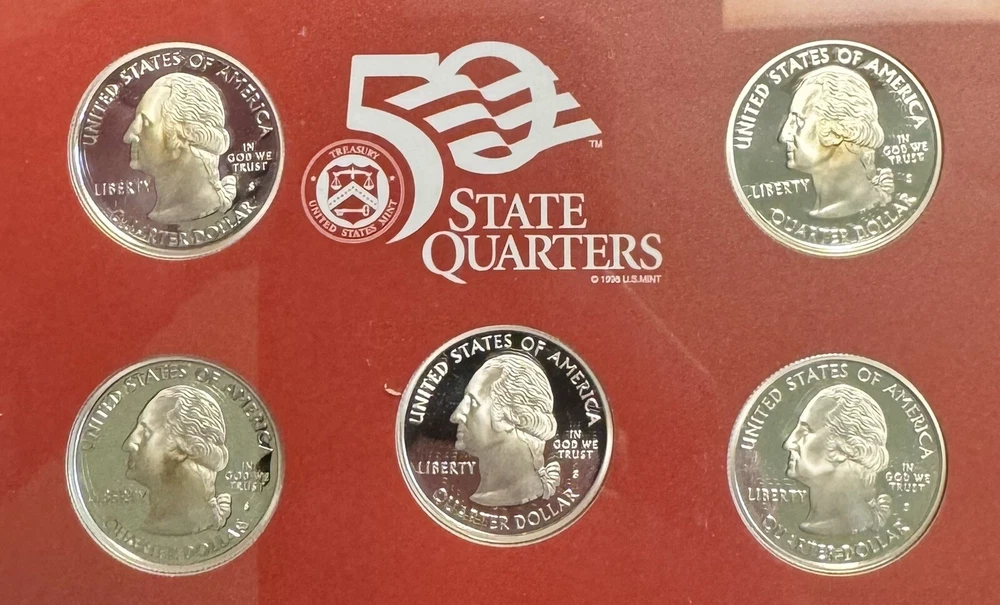 UNITED STATES OF AMERICA
IN
GOD WE
TRUST
LIBERTY
S
QUARTER DOLLAR
50
TM
TREASURY
UNITED STATES MINT
STATE
QUARTERS
© 1998 U.S.MINT
UNITED STATES OF AMERICA
IN
GOD WE
TRUST
LIBERTY
S
QUARTER DOLLAR
UNITED STATES OF AMERICA
IN
GOD WE
TRUST
LIBERTY
QUARTER DOLLAR
UNITED STATES OF AMERICA
IN
GOD WE
TRUST
LIBERTY
S
QUARTER DOLLAR
UNITED STATES OF AMERICA
IN
GOD WE
TRUST
LIBERTY
S
QUARTER DOLLAR